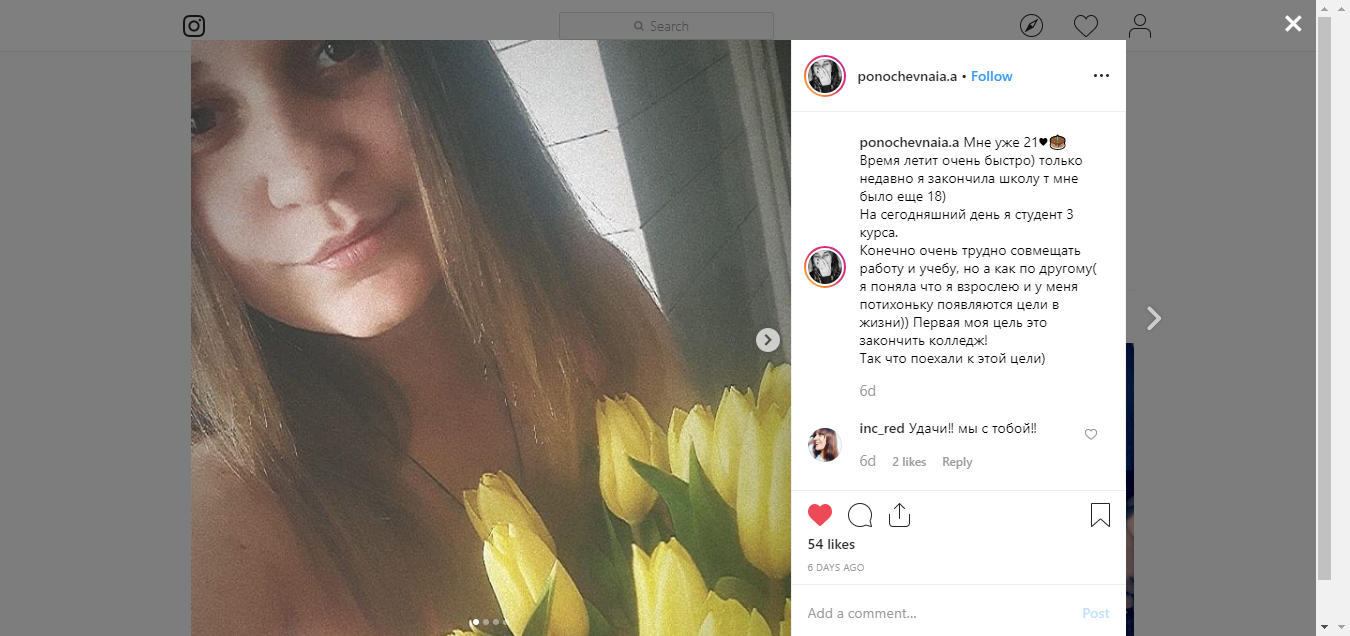 Search
ponochevnaia.a • Follow
ponochevnaia.a Мне уже 21♥🎂
Время летит очень быстро) только
недавно я закончила школу т мне
было еще 18)
На сегодняшний день я студент 3
курса.
Конечно очень трудно совмещать
работу и учебу, но а как по другому(
я поняла что я взрослею и у меня
потихоньку появляются цели в
жизни)) Первая моя цель это
закончить колледж!
Так что поехали к этой цели)
6d
inc_red Удачи!! мы с тобой!!
6d 2 likes Reply
54 likes
6 DAYS AGO
Add a comment... Post